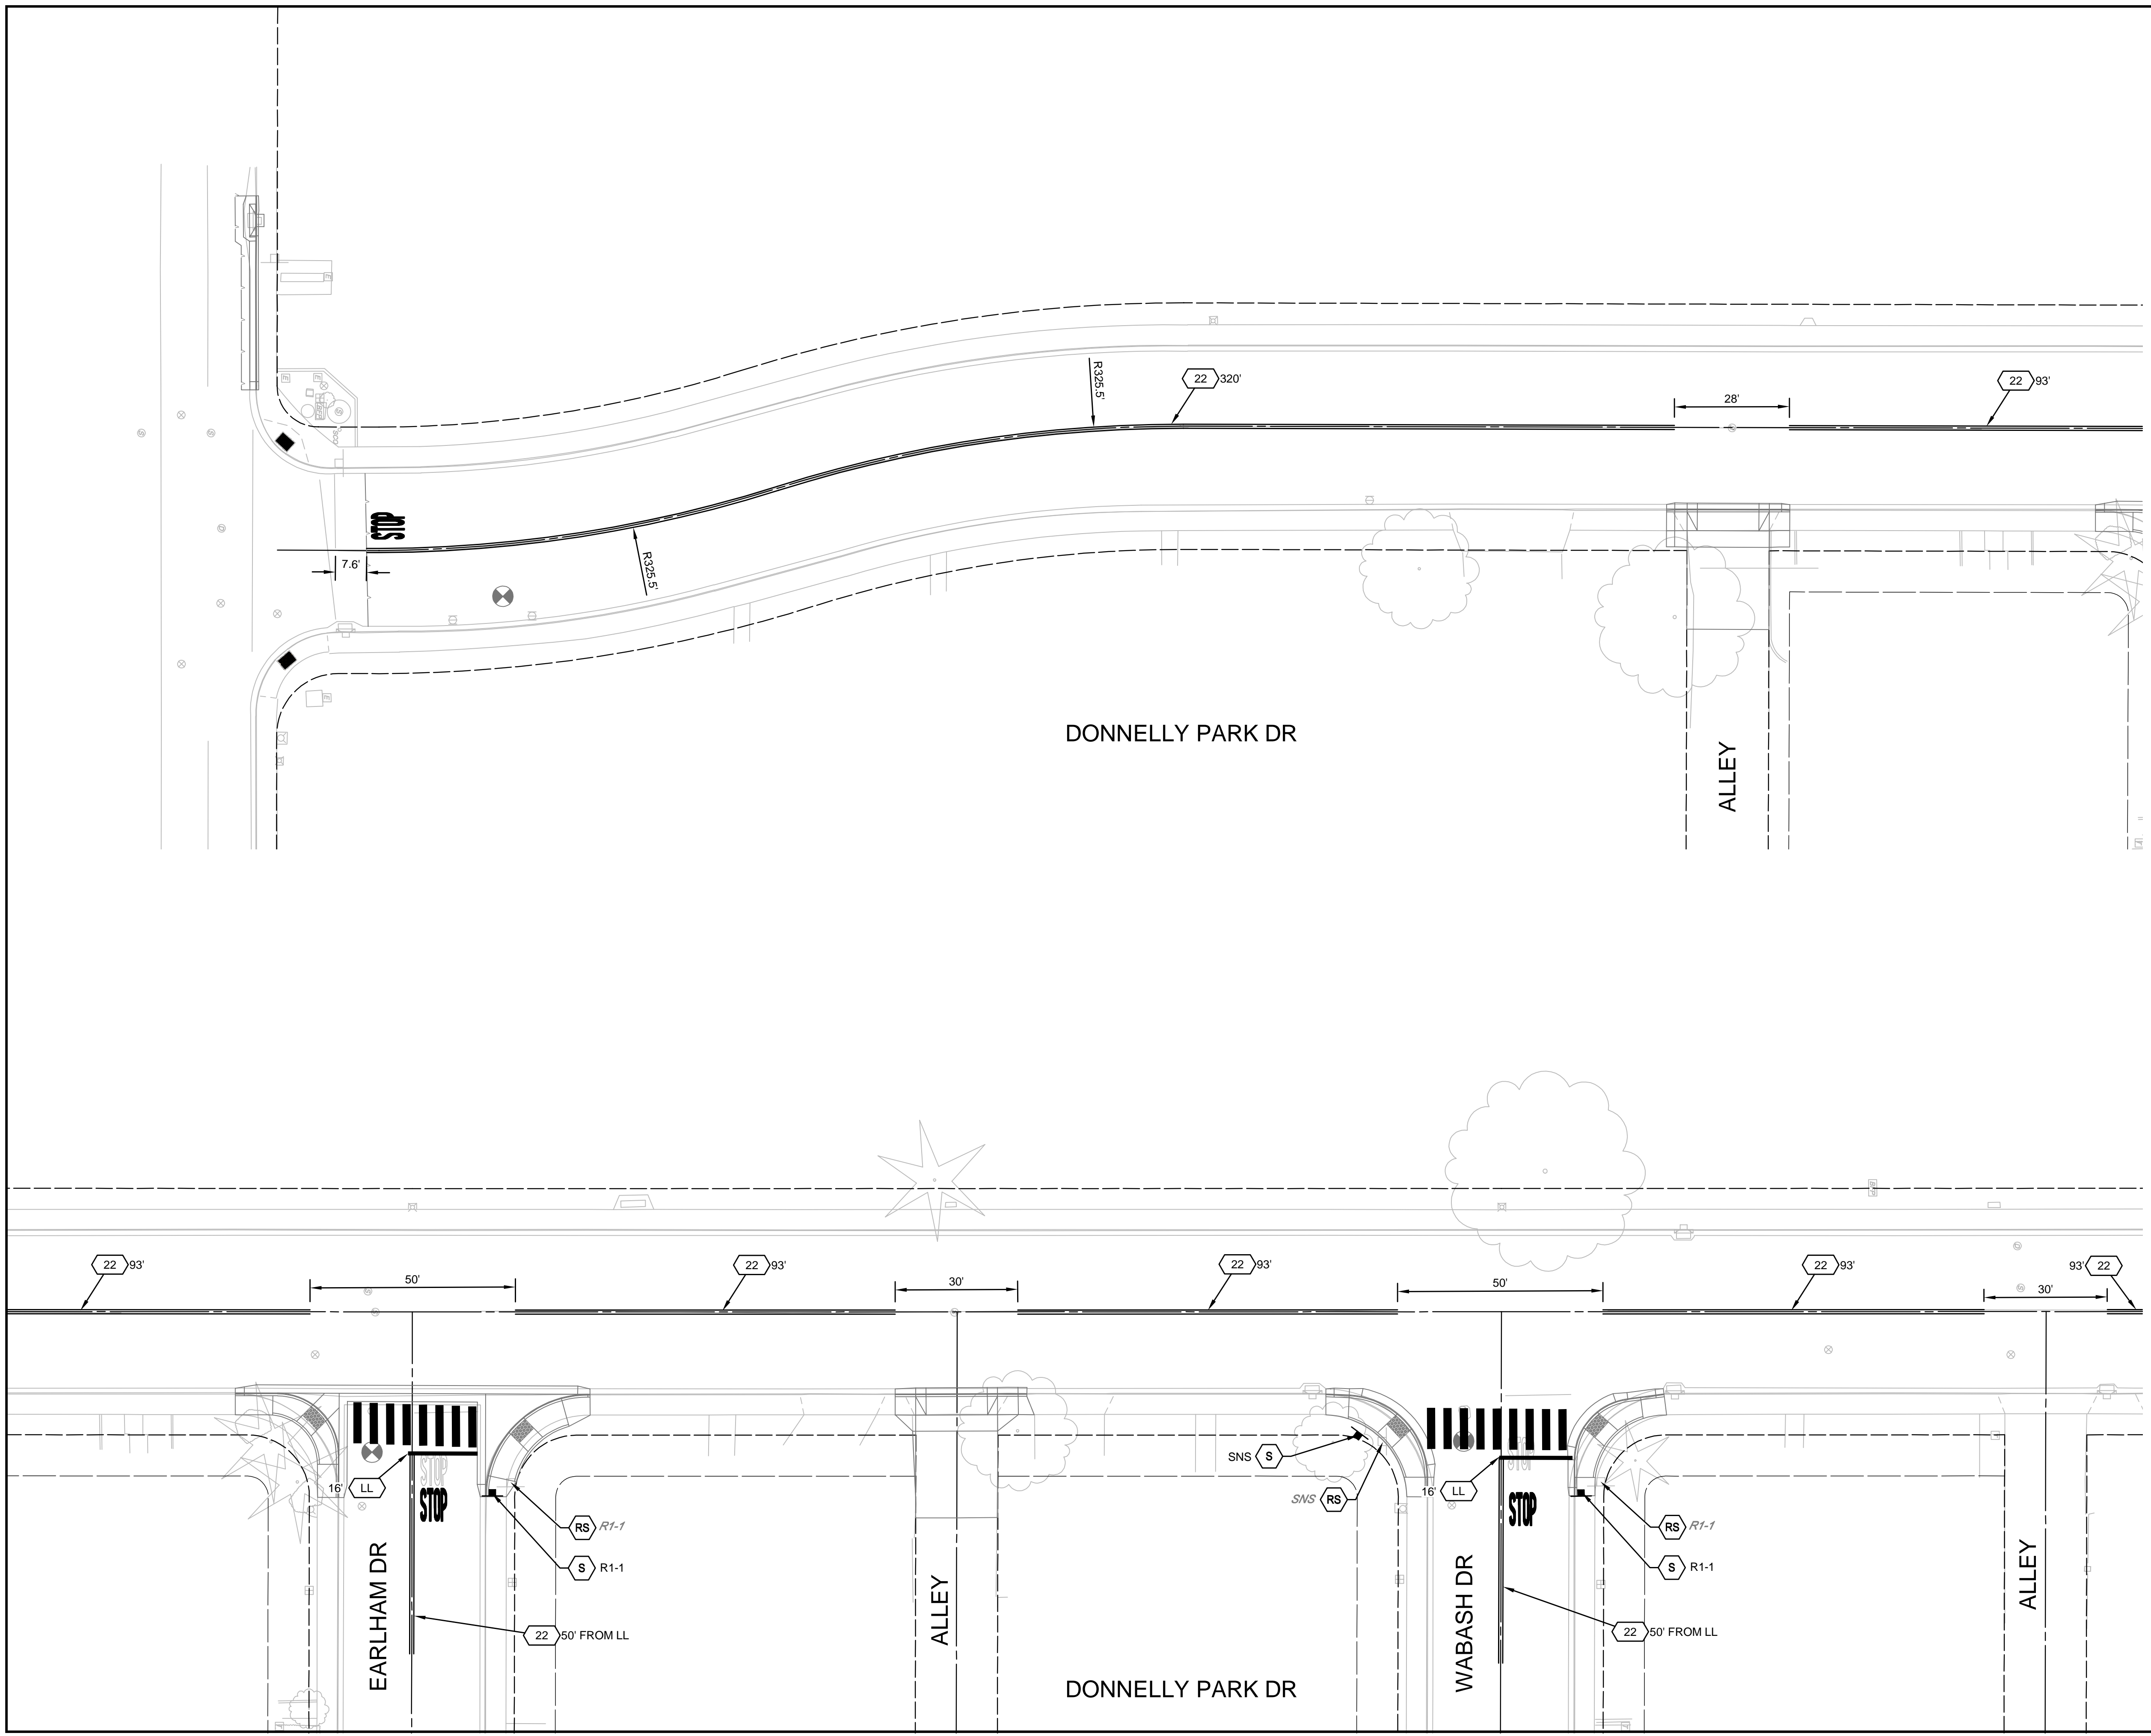 R325.5'
22 320'
22 93'
28'
STOP
7.6'
R325.5'
DONNELLY PARK DR
ALLEY
22 93'
50'
22 93'
30'
22 93'
50'
22 93'
93' 22
30'
16' LL
STOP
STOP
RS R1-1
S R1-1
22 50' FROM LL
EARLHAM DR
ALLEY
SNS S
SNS RS
16' LL
STOP
STOP
RS R1-1
S R1-1
22 50' FROM LL
WABASH DR
ALLEY
DONNELLY PARK DR